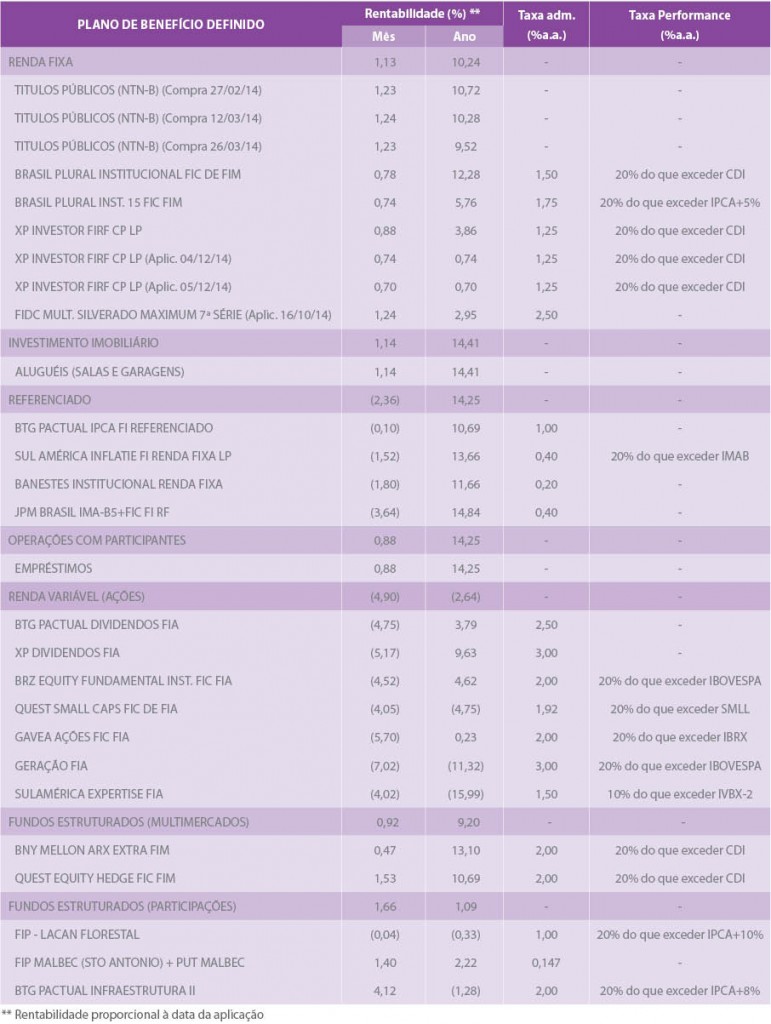 PLANO DE BENEFÍCIO DEFINIDO Rentabilidade (%) ** Taxa adm. (%a.a.) Taxa Performance (%a.a.)
Mês Ano
RENDA FIXA 1,13 10,24 - -
TITULOS PÚBLICOS (NTN-B) (Compra 27/02/14) 1,23 10,72 - -
TITULOS PÚBLICOS (NTN-B) (Compra 12/03/14) 1,24 10,28 - -
TITULOS PÚBLICOS (NTN-B) (Compra 26/03/14) 1,23 9,52 - -
BRASIL PLURAL INSTITUCIONAL FIC DE FIM 0,78 12,28 1,50 20% do que exceder CDI
BRASIL PLURAL INST. 15 FIC FIM 0,74 5,76 1,75 20% do que exceder IPCA+5%
XP INVESTOR FIRF CP LP 0,88 3,86 1,25 20% do que exceder CDI
XP INVESTOR FIRF CP LP (Aplic. 04/12/14) 0,74 0,74 1,25 20% do que exceder CDI
XP INVESTOR FIRF CP LP (Aplic. 05/12/14) 0,70 0,70 1,25 20% do que exceder CDI
FIDC MULT. SILVERADO MAXIMUM 7ª SÉRIE (Aplic. 16/10/14) 1,24 2,95 2,50 -
INVESTIMENTO IMOBILIÁRIO 1,14 14,41 - -
ALUGUÉIS (SALAS E GARAGENS) 1,14 14,41 - -
REFERENCIADO (2,36) 14,25 - -
BTG PACTUAL IPCA FI REFERENCIADO (0,10) 10,69 1,00 -
SUL AMÉRICA INFLATIE FI RENDA FIXA LP (1,52) 13,66 0,40 20% do que exceder IMAB
BANESTES INSTITUCIONAL RENDA FIXA (1,80) 11,66 0,20 -
JPM BRASIL IMA-B5+FIC FI RF (3,64) 14,84 0,40 -
OPERAÇÕES COM PARTICIPANTES 0,88 14,25 - -
EMPRÉSTIMOS 0,88 14,25 - -
RENDA VARIÁVEL (AÇÕES) (4,90) (2,64) - -
BTG PACTUAL DIVIDENDOS FIA (4,75) 3,79 2,50 -
XP DIVIDENDOS FIA (5,17) 9,63 3,00 -
BRZ EQUITY FUNDAMENTAL INST. FIC FIA (4,52) 4,62 2,00 20% do que exceder IBOVESPA
QUEST SMALL CAPS FIC DE FIA (4,05) (4,75) 1,92 20% do que exceder SMLL
GAVEA AÇÕES FIC FIA (5,70) 0,23 2,00 20% do que exceder IBRX
GERAÇÃO FIA (7,02) (11,32) 3,00 20% do que exceder IBOVESPA
SULAMÉRICA EXPERTISE FIA (4,02) (15,99) 1,50 10% do que exceder IVBX-2
FUNDOS ESTRUTURADOS (MULTIMERCADOS) 0,92 9,20 - -
BNY MELLON ARX EXTRA FIM 0,47 13,10 2,00 20% do que exceder CDI
QUEST EQUITY HEDGE FIC FIM 1,53 10,69 2,00 20% do que exceder CDI
FUNDOS ESTRUTURADOS (PARTICIPAÇÕES) 1,66 1,09 - -
FIP - LACAN FLORESTAL (0,04) (0,33) 1,00 20% do que exceder IPCA+10%
FIP MALBEC (STO ANTONIO) + PUT MALBEC 1,40 2,22 0,147 -
BTG PACTUAL INFRAESTRUTURA II 4,12 (1,28) 2,00 20% do que exceder IPCA+8%
** Rentabilidade proporcional à data da aplicação